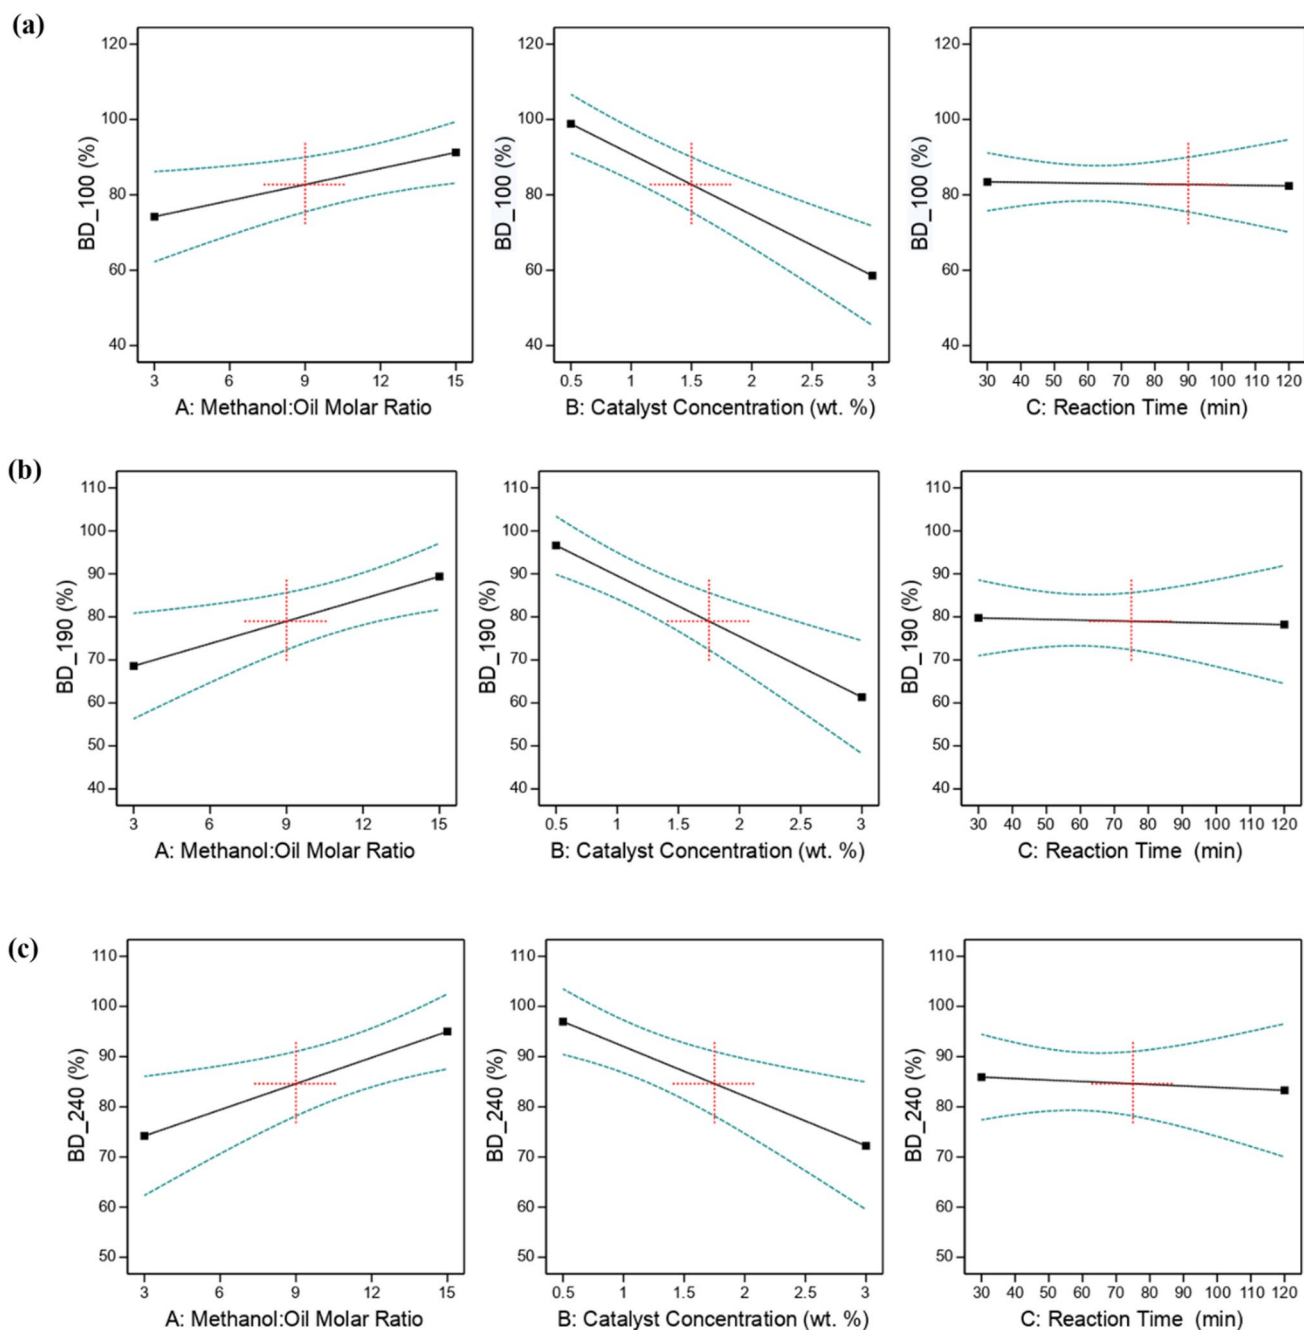 (a)
BD_100 (%)
120
100
80
60
40
3 6 9 12 15
A: Methanol:Oil Molar Ratio
BD_100 (%)
120
100
80
60
40
0.5 1 1.5 2 2.5 3
B: Catalyst Concentration (wt. %)
BD_100 (%)
120
100
80
60
40
30 40 50 60 70 80 90 100 110 120
C: Reaction Time (min)
(b)
BD_190 (%)
110
100
90
80
70
60
50
40
3 6 9 12 15
A: Methanol:Oil Molar Ratio
BD_190 (%)
110
100
90
80
70
60
50
40
0.5 1 1.5 2 2.5 3
B: Catalyst Concentration (wt. %)
BD_190 (%)
110
100
90
80
70
60
50
40
30 40 50 60 70 80 90 100 110 120
C: Reaction Time (min)
(c)
BD_240 (%)
110
100
90
80
70
60
50
3 6 9 12 15
A: Methanol:Oil Molar Ratio
BD_240 (%)
110
100
90
80
70
60
50
0.5 1 1.5 2 2.5 3
B: Catalyst Concentration (wt. %)
BD_240 (%)
110
100
90
80
70
60
50
30 40 50 60 70 80 90 100 110 120
C: Reaction Time (min)